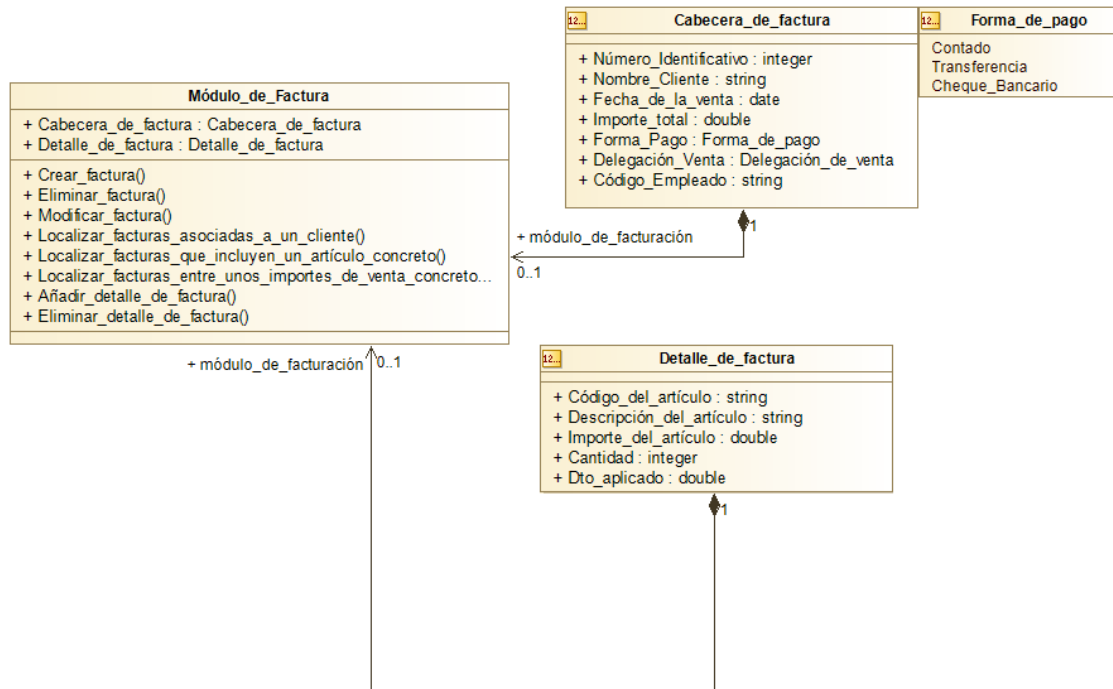 12...
Cabecera_de_factura
+ Número_Identificativo : integer
+ Nombre_Cliente : string
+ Fecha_de_la_venta : date
+ Importe_total : double
+ Forma_Pago : Forma_de_pago
+ Delegación_Venta : Delegación_de_venta
+ Código_Empleado : string
12...
Forma_de_pago
Contado
Transferencia
Cheque_Bancario
Módulo_de_Factura
+ Cabecera_de_factura : Cabecera_de_factura
+ Detalle_de_factura : Detalle_de_factura
+ Crear_factura()
+ Eliminar_factura()
+ Modificar_factura()
+ Localizar_facturas_asociadas_a_un_cliente()
+ Localizar_facturas_que_incluyen_un_artículo_concreto()
+ Localizar_facturas_entre_unos_importes_de_venta_concreto...
+ Añadir_detalle_de_factura()
+ Eliminar_detalle_de_factura()
1
+ módulo_de_facturación
0..1
+ módulo_de_facturación
0..1
12...
Detalle_de_factura
+ Código_del_artículo : string
+ Descripción_del_artículo : string
+ Importe_del_artículo : double
+ Cantidad : integer
+ Dto_aplicado : double
1